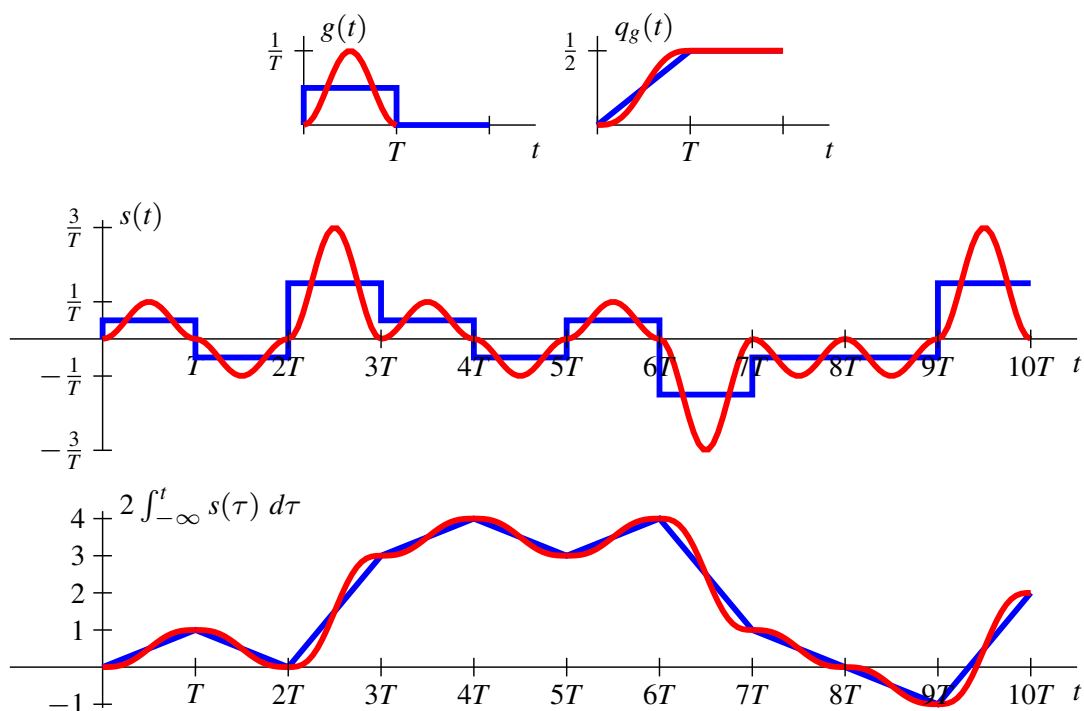 g(t)
q_g(t)
1/T
1/2
T
t
T
t
s(t)
3/T
1/T
T 2T 3T 4T 5T 6T 7T 8T 9T 10T t
−1/T
−3/T
2 ∫_{−∞}^{t} s(τ) dτ
4
3
2
1
T 2T 3T 4T 5T 6T 7T 8T 9T 10T t
−1